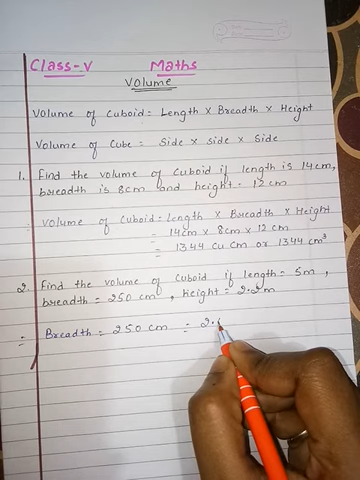 Class-V Maths
Volume
Volume of Cuboid = Length × Breadth × Height
Volume of Cube = Side × Side × Side
1. Find the volume of Cuboid if length is 14cm,
breadth is 8cm and height = 12cm
: Volume of Cuboid = Length × Breadth × Height
= 14cm × 8cm × 12 cm
= 1344 cu cm or 1344 cm³
2. Find the volume of Cuboid if length = 5m,
breadth = 250 cm, height = 2.2m
= Breadth = 250 cm = 2.